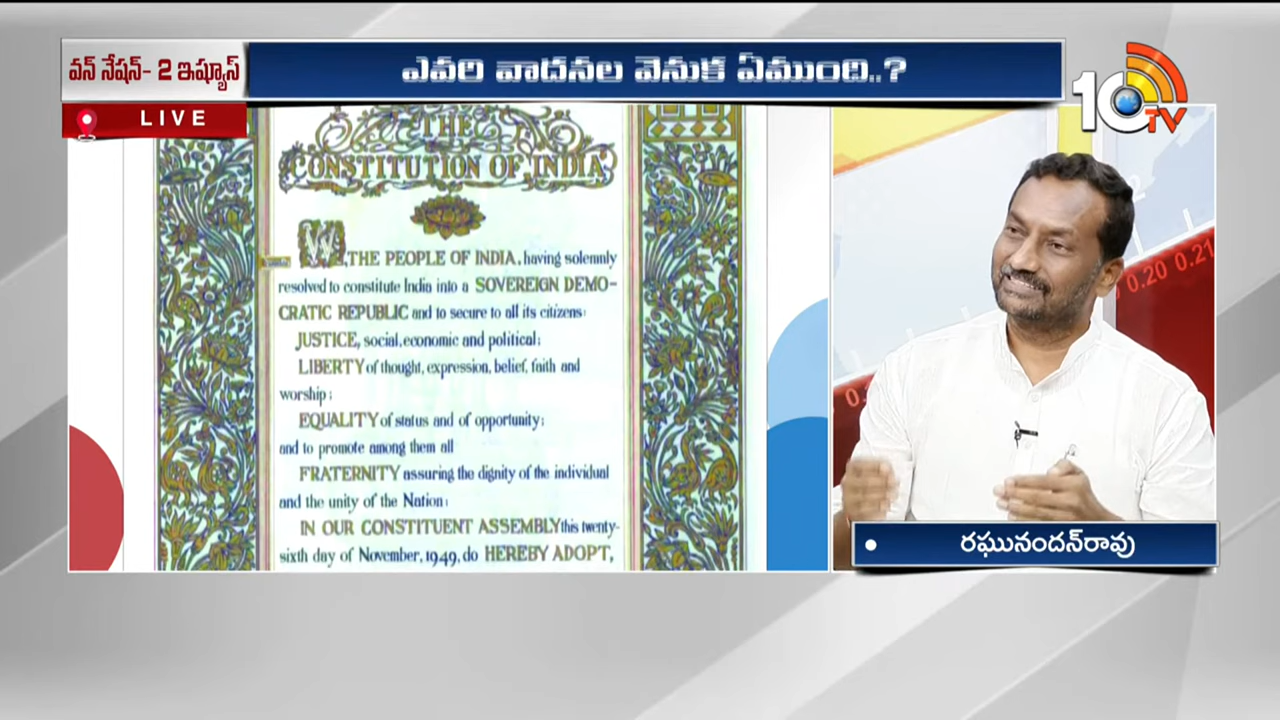 వన్ నేషన్- 2 ఇష్యూస్
ఎవరి వాదనల వెనుక ఏముంది..?
LIVE
10TV
THE
CONSTITUTION OF INDIA
WE, THE PEOPLE OF INDIA, having solemnly
resolved to constitute India into a SOVEREIGN DEMO-
CRATIC REPUBLIC and to secure to all its citizens:
JUSTICE, social, economic and political;
LIBERTY of thought, expression, belief, faith and
worship;
EQUALITY of status and of opportunity;
and to promote among them all
FRATERNITY assuring the dignity of the individual
and the unity of the Nation;
IN OUR CONSTITUENT ASSEMBLY this twenty-
sixth day of November, 1949, do HEREBY ADOPT,
0.20 0.21
రఘునందన్‌రావు